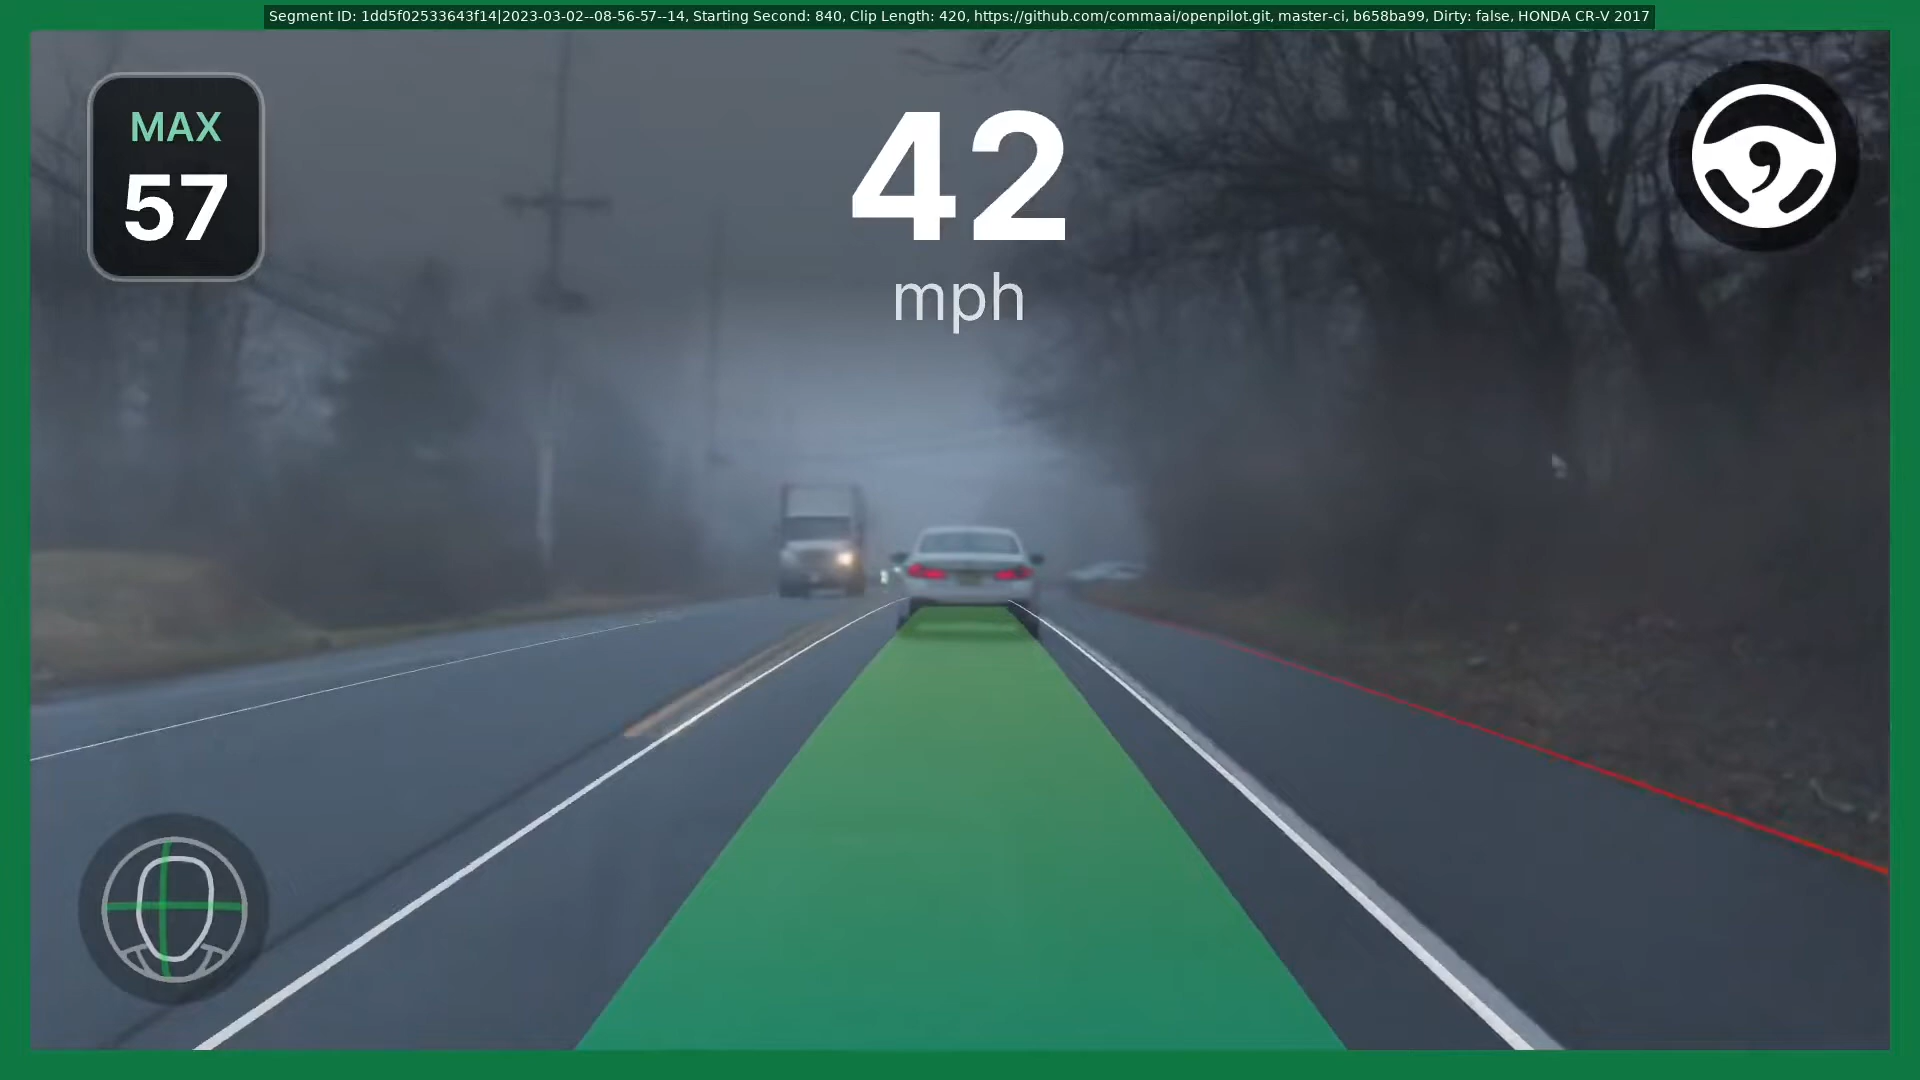 Segment ID: 1dd5f02533643f14|2023-03-02--08-56-57--14, Starting Second: 840, Clip Length: 420, https://github.com/commaai/openpilot.git, master-ci, b658ba99, Dirty: false, HONDA CR-V 2017
MAX
57
42
mph